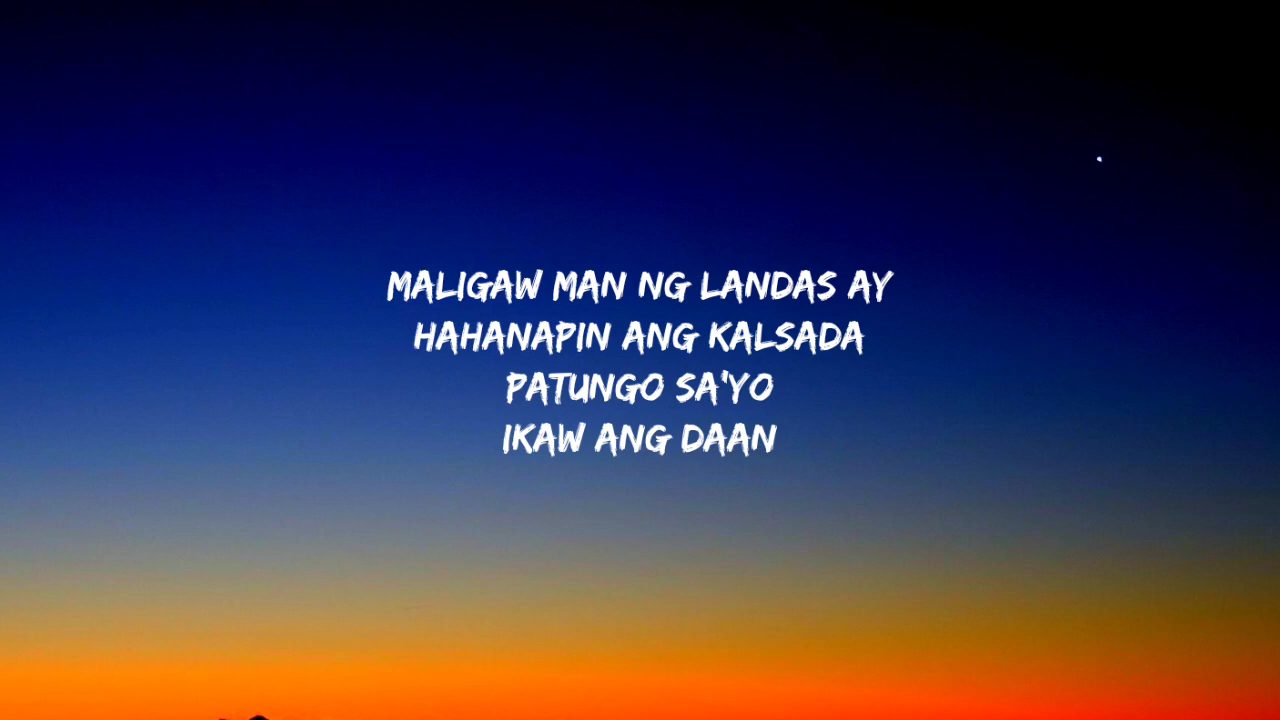 MALIGAW MAN NG LANDAS AY
HAHANAPIN ANG KALSADA
PATUNGO SA'YO
IKAW ANG DAAN